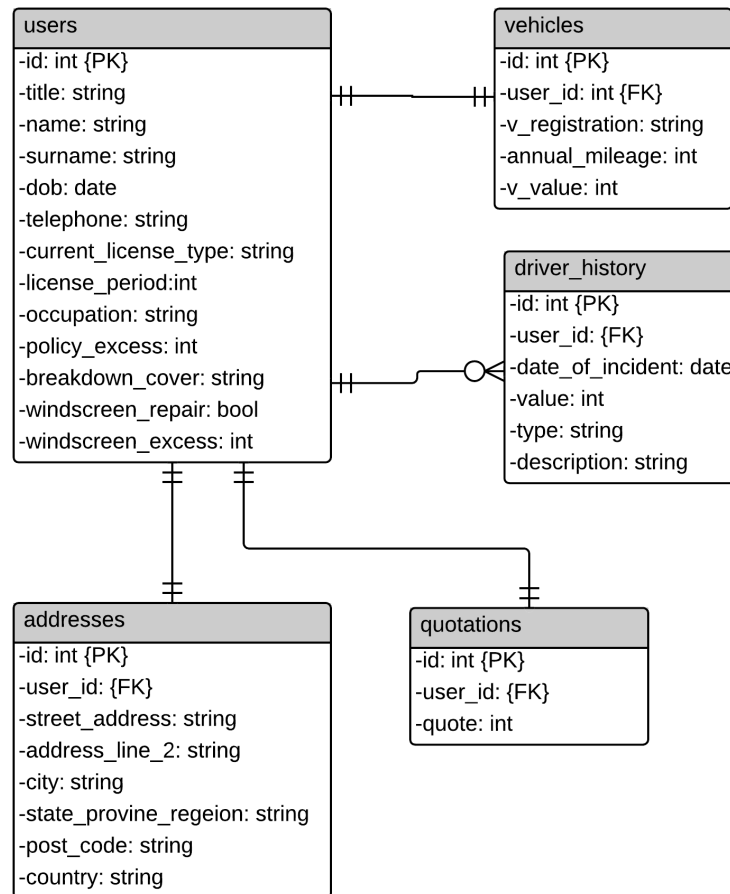 users
-id: int {PK}
-title: string
-name: string
-surname: string
-dob: date
-telephone: string
-current_license_type: string
-license_period:int
-occupation: string
-policy_excess: int
-breakdown_cover: string
-windscreen_repair: bool
-windscreen_excess: int
vehicles
-id: int {PK}
-user_id: int {FK}
-v_registration: string
-annual_mileage: int
-v_value: int
driver_history
-id: int {PK}
-user_id: {FK}
-date_of_incident: date
-value: int
-type: string
-description: string
addresses
-id: int {PK}
-user_id: {FK}
-street_address: string
-address_line_2: string
-city: string
-state_provine_regeion: string
-post_code: string
-country: string
quotations
-id: int {PK}
-user_id: {FK}
-quote: int